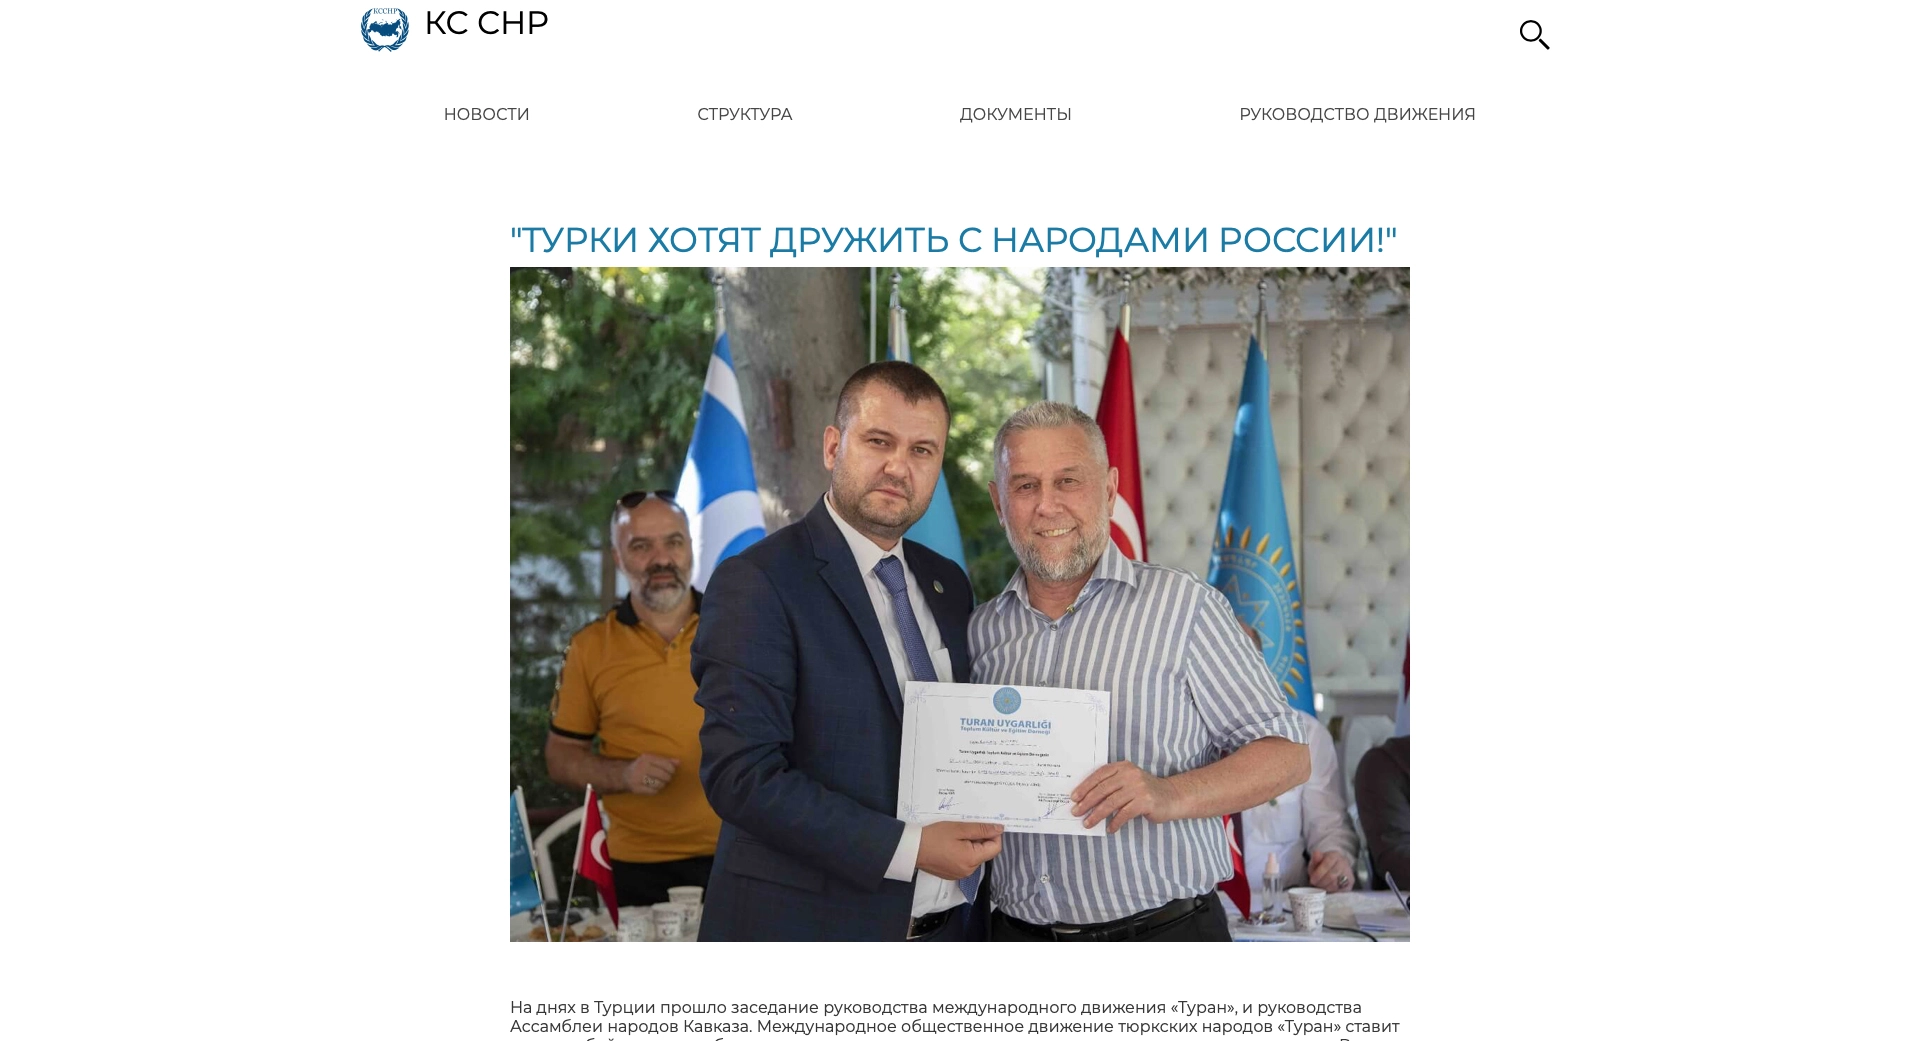 КССНР
КС СНР
НОВОСТИ
СТРУКТУРА
ДОКУМЕНТЫ
РУКОВОДСТВО ДВИЖЕНИЯ
"ТУРКИ ХОТЯТ ДРУЖИТЬ С НАРОДАМИ РОССИИ!"
TURAN UYGARLIĞI
Toplum Kültür ve Eğitim Derneği
На днях в Турции прошло заседание руководства международного движения «Туран», и руководства
Ассамблеи народов Кавказа. Международное общественное движение тюркских народов «Туран» ставит